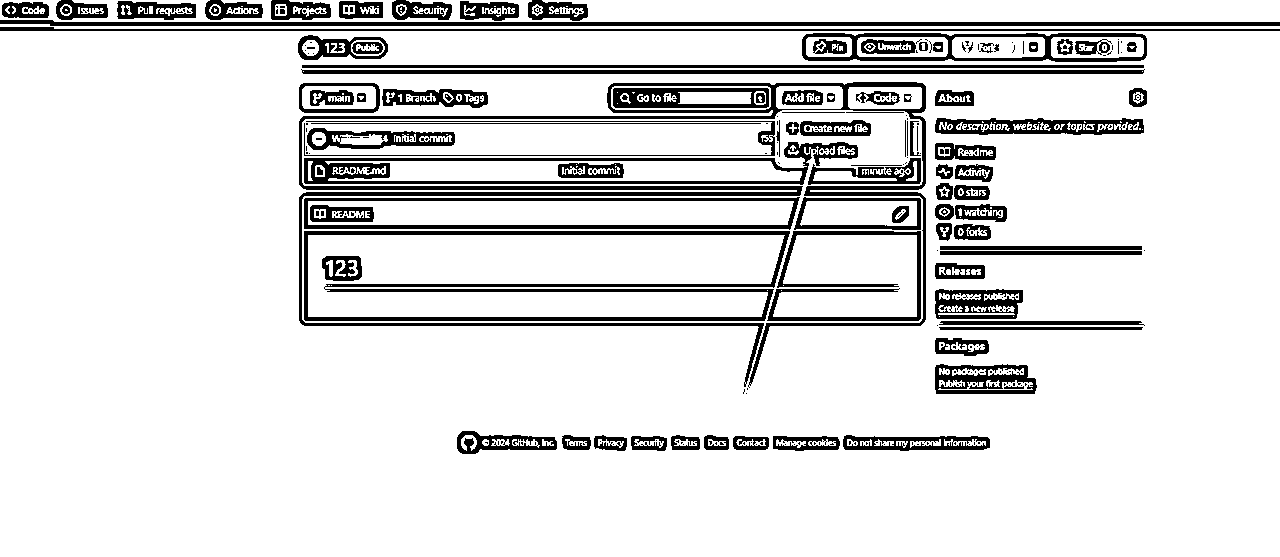 Code Issues Pull requests Actions Projects Wiki Security Insights Settings
123 Public
Pin Unwatch 1 Fork Star 0
main 1 Branch 0 Tags
Go to file
Add file Code
Create new file
Upload files
Initial commit
README.md Initial commit 1 minute ago
README
123
About
No description, website, or topics provided.
Readme
Activity
0 stars
1 watching
0 forks
Releases
No releases published
Create a new release
Packages
No packages published
Publish your first package
© 2024 GitHub, Inc. Terms Privacy Security Status Docs Contact Manage cookies Do not share my personal information